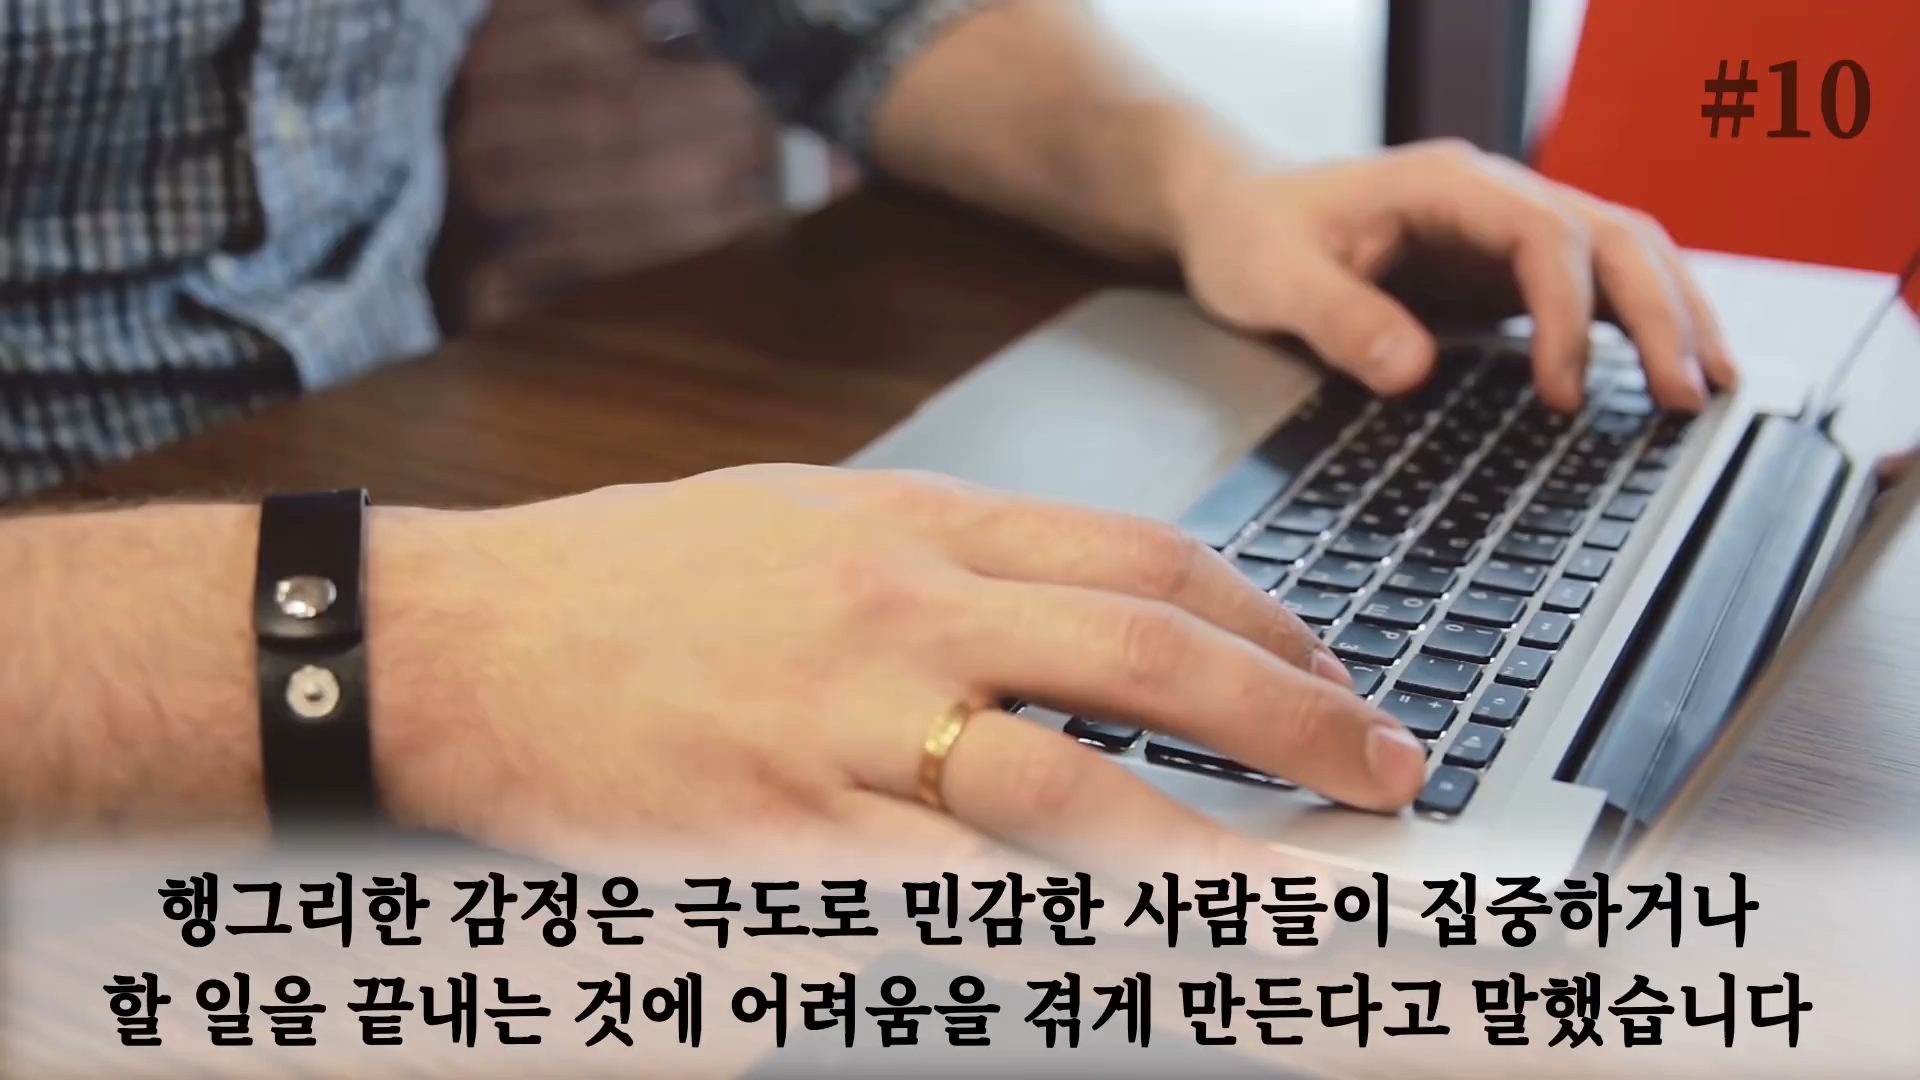 #10
행그리한 감정은 극도로 민감한 사람들이 집중하거나
할 일을 끝내는 것에 어려움을 겪게 만든다고 말했습니다